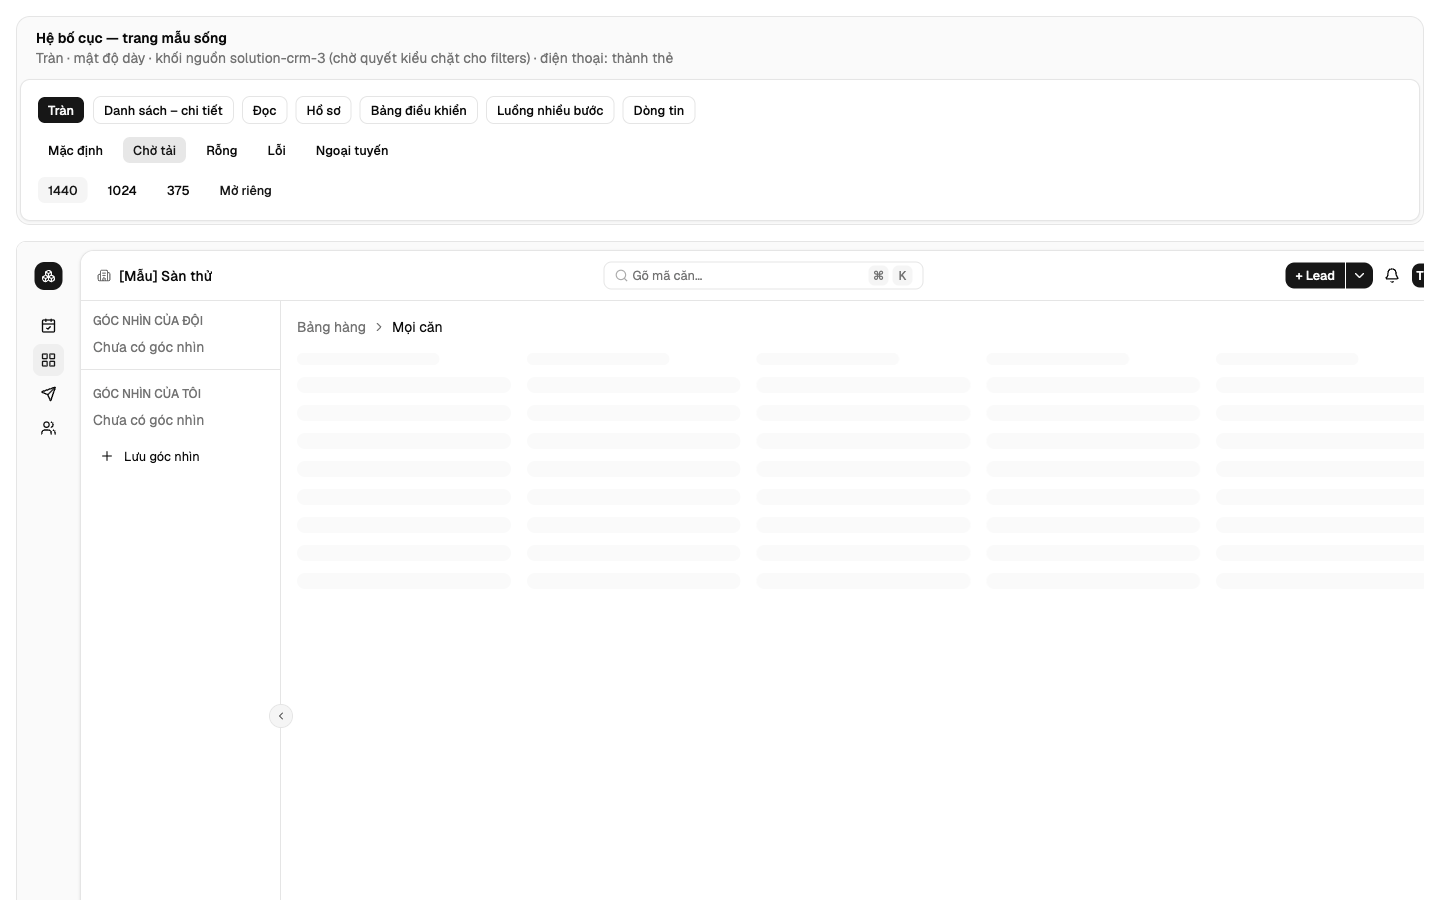 Hệ bố cục — trang mẫu sống
Tràn · mật độ dày · khối nguồn solution-crm-3 (chờ quyết kiểu chặt cho filters) · điện thoại: thành thẻ
Tràn
Danh sách – chi tiết
Đọc
Hồ sơ
Bảng điều khiển
Luồng nhiều bước
Dòng tin
Mặc định
Chờ tải
Rỗng
Lỗi
Ngoại tuyến
1440
1024
375
Mở riêng
[Mẫu] Sàn thử
Gõ mã căn...
⌘ K
+ Lead
GÓC NHÌN CỦA ĐỘI
Chưa có góc nhìn
GÓC NHÌN CỦA TÔI
Chưa có góc nhìn
Lưu góc nhìn
Bảng hàng
Mọi căn